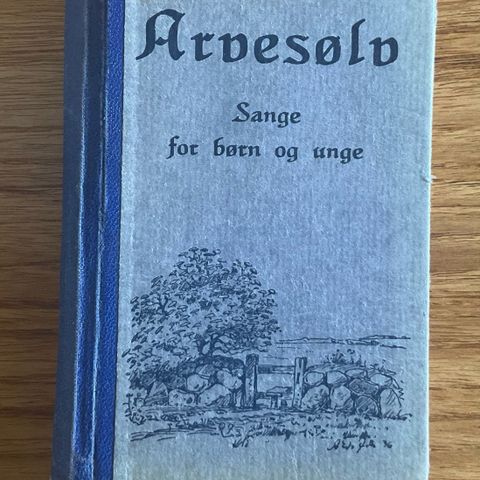 Arvesølv
Sange
for børn og unge